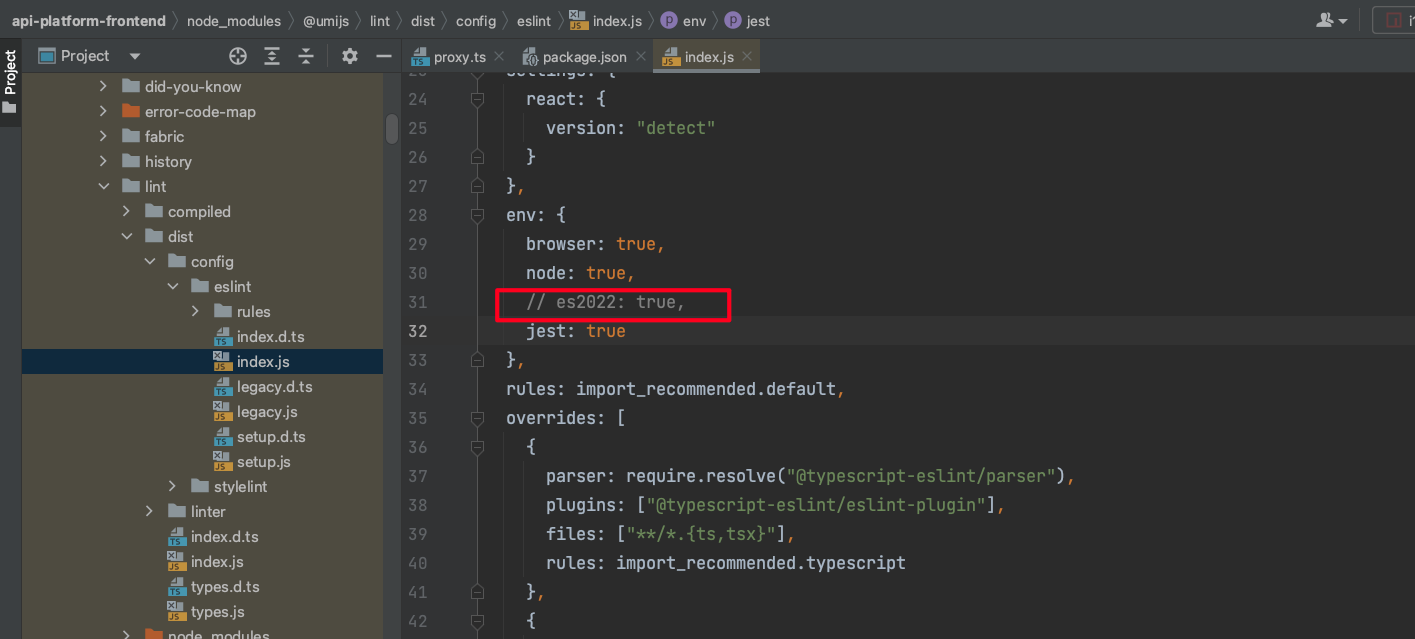 api-platform-frontend node_modules @umijs lint dist config eslint index.js env jest
Project
Project
proxy.ts
package.json
index.js
did-you-know
error-code-map
fabric
history
lint
compiled
dist
config
eslint
rules
index.d.ts
index.js
legacy.d.ts
legacy.js
setup.d.ts
setup.js
stylelint
linter
index.d.ts
index.js
types.d.ts
types.js
node_modules
settings: {
24 react: {
25 version: "detect"
26 }
27 },
28 env: {
29 browser: true,
30 node: true,
31 // es2022: true,
32 jest: true
33 },
34 rules: import_recommended.default,
35 overrides: [
36 {
37 parser: require.resolve("@typescript-eslint/parser"),
38 plugins: ["@typescript-eslint/eslint-plugin"],
39 files: ["**/*.{ts,tsx}"],
40 rules: import_recommended.typescript
41 },
42 {